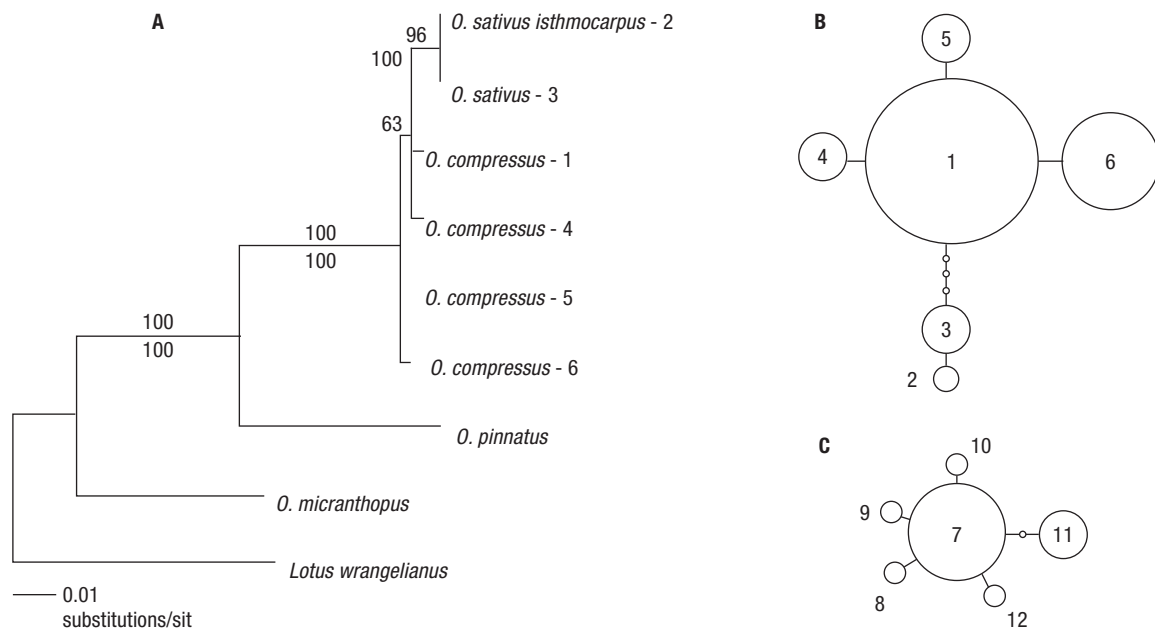 A
96
O. sativus isthmocarpus - 2
100
O. sativus - 3
63
O. compressus - 1
O. compressus - 4
100
100
O. compressus - 5
100
100
O. compressus - 6
O. pinnatus
O. micranthopus
Lotus wrangelianus
0.01
substitutions/sit
B
5
4
1
6
3
2
C
10
9
7
11
8
12